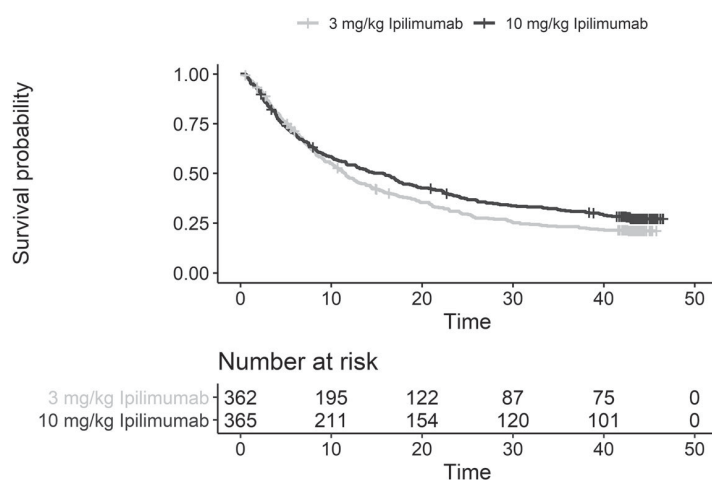 3 mg/kg Ipilimumab 10 mg/kg Ipilimumab
Survival probability
1.00
0.75
0.50
0.25
0.00
0 10 20 30 40 50
Time
Number at risk
3 mg/kg Ipilimumab 362 195 122 87 75 0
10 mg/kg Ipilimumab 365 211 154 120 101 0
0 10 20 30 40 50
Time